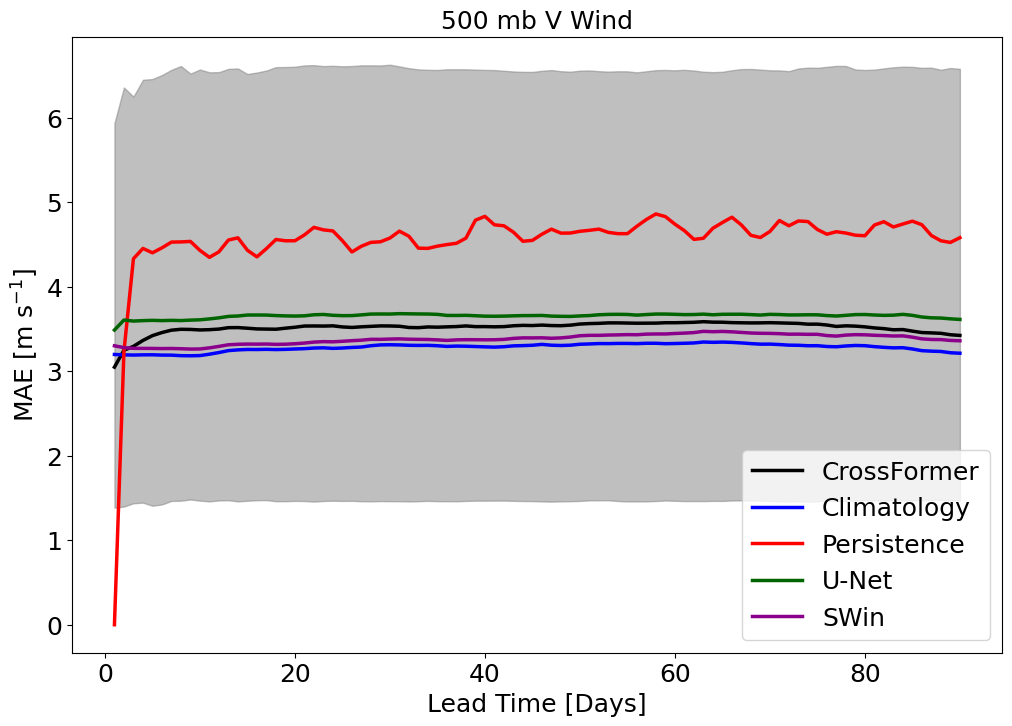 500 mb V Wind
MAE [m s⁻¹]
6
5
4
3
2
1
0
0 20 40 60 80
Lead Time [Days]
CrossFormer
Climatology
Persistence
U-Net
SWin